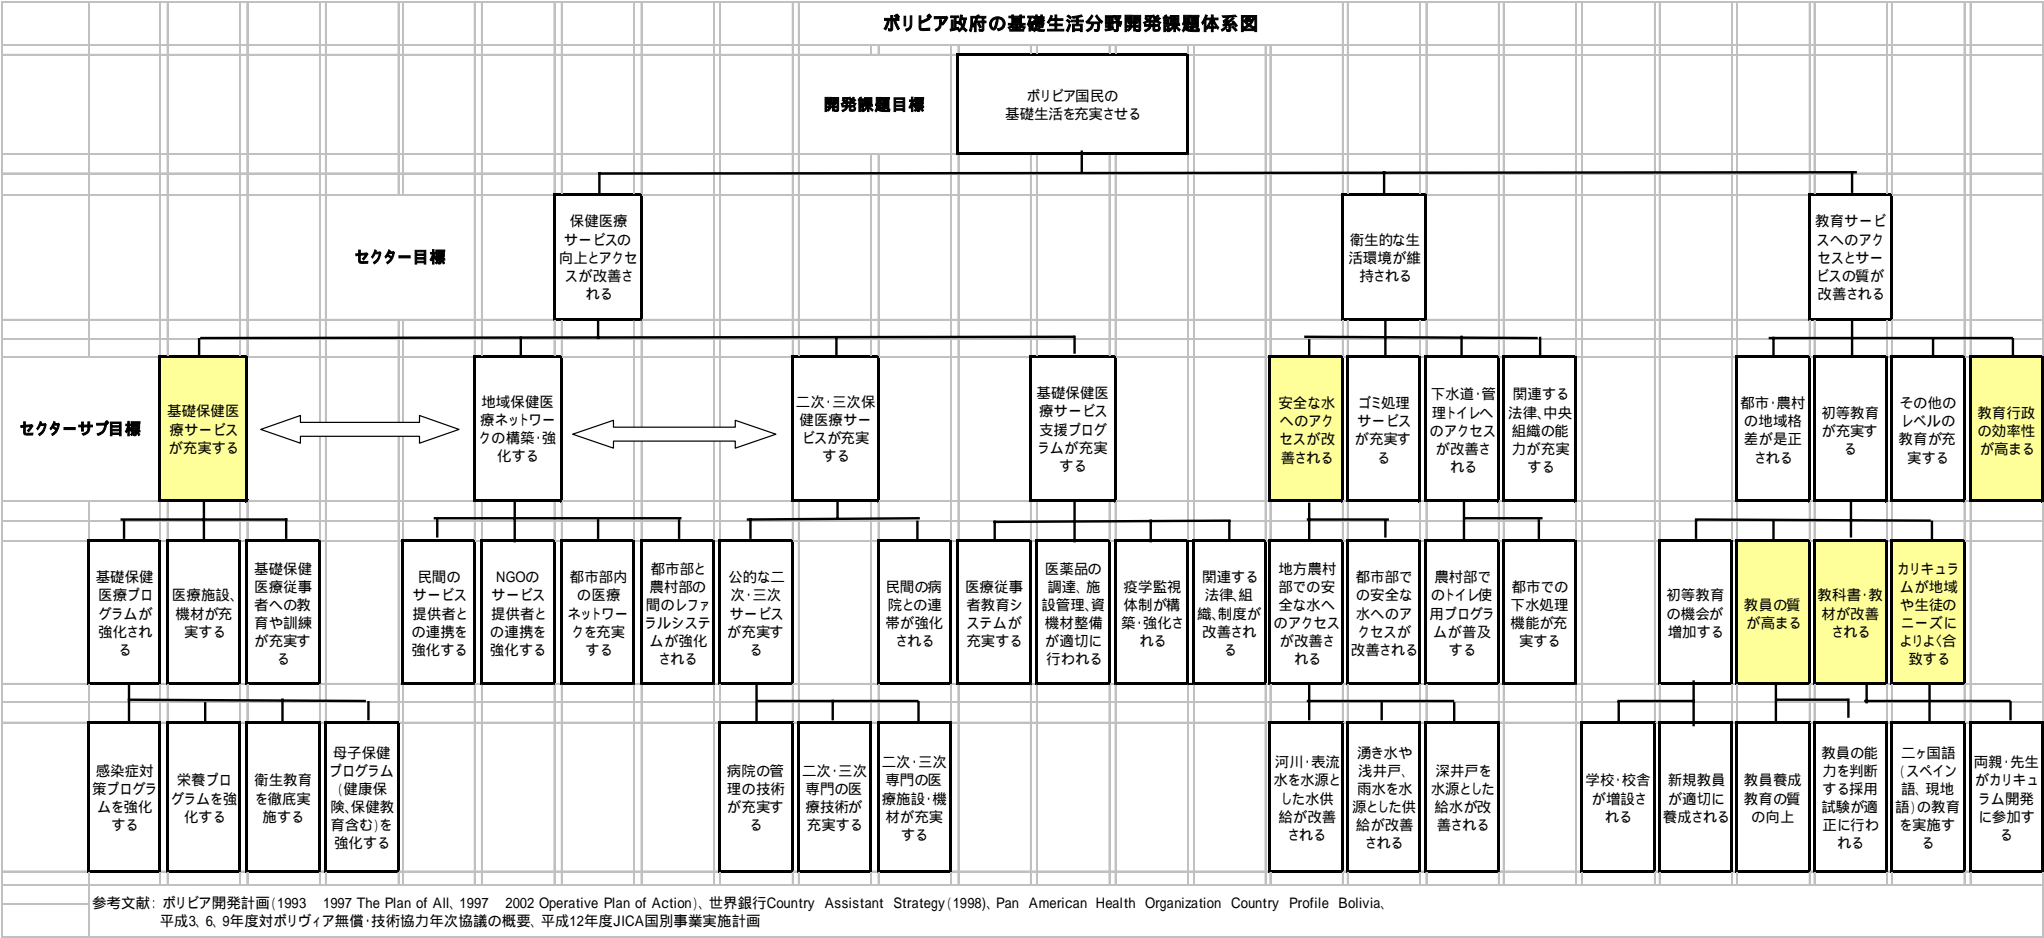 ボリビア政府の基礎生活分野開発課題体系図
開発課題目標
ボリビア国民の
基礎生活を充実させる
セクター目標
保健医療
サービスの
向上とアクセ
スが改善さ
れる
衛生的な生
活環境が維
持される
教育サービ
スへのアク
セスとサー
ビスの質が
改善される
セクターサブ目標
基礎保健医
療サービス
が充実する
地域保健医
療ネットワー
クの構築・強
化する
二次・三次保
健医療サー
ビスが充実
する
基礎保健医
療サービス
支援プログ
ラムが充実
する
安全な水
へのアク
セスが改
善される
ゴミ処理
サービス
が充実す
る
下水道・管
理トイレへ
のアクセス
が改善さ
れる
関連する
法律、中央
組織の能
力が充実
する
都市・農村
の地域格
差が是正
される
初等教育
が充実す
る
その他の
レベルの
教育が充
実する
教育行政
の効率性
が高まる
基礎保健
医療プロ
グラムが
強化され
る
医療施設、
機材が充
実する
基礎保健
医療従事
者への教
育や訓練
が充実す
る
民間の
サービス
提供者と
の連携を
強化する
NGOの
サービス
提供者と
の連携を
強化する
都市部内
の医療
ネットワー
クを充実
する
都市部と
農村部の
間のレファ
ラルシステ
ムが強化
される
公的な二
次・三次
サービス
が充実す
る
民間の病
院との連
帯が強化
される
医療従事
者教育シ
ステムが
充実する
医薬品の
調達、施
設管理、資
機材整備
が適切に
行われる
疫学監視
体制が構
築・強化さ
れる
関連する
法律、組
織、制度が
改善され
る
地方農村
部での安
全な水へ
のアクセス
が改善さ
れる
都市部で
の安全な
水へのア
クセスが
改善される
農村部で
のトイレ使
用プログラ
ムが普及
する
都市での
下水処理
機能が充
実する
初等教育
の機会が
増加する
教員の質
が高まる
教科書・教
材が改善
される
カリキュラ
ムが地域
や生徒の
ニーズに
よりよく合
致する
感染症対
策プログラ
ムを強化
する
栄養プロ
グラムを強
化する
衛生教育
を徹底実
施する
母子保健
プログラム
(健康保
険、保健教
育含む)を
強化する
病院の管
理の技術
が充実す
る
二次・三次
専門の医
療技術が
充実する
二次・三次
専門の医
療施設・機
材が充実
する
河川・表流
水を水源と
した水供
給が改善
される
湧き水や
浅井戸、
雨水を水
源とした供
給が改善
される
深井戸を
水源とした
給水が改
善される
学校・校舎
が増設さ
れる
新規教員
が適切に
養成される
教員養成
教育の質
の向上
教員の能
力を判断
する採用
試験が適
正に行わ
れる
二ヶ国語
(スペイン
語、現地
語)の教育
を実施す
る
両親・先生
がカリキュ
ラム開発
に参加す
る
参考文献: ボリビア開発計画(1993 1997 The Plan of All、1997 2002 Operative Plan of Action)、世界銀行Country Assistant Strategy(1998)、Pan American Health Organization Country Profile Bolivia、
平成3、6、9年度対ボリヴィア無償・技術協力年次協議の概要、平成12年度JICA国別事業実施計画